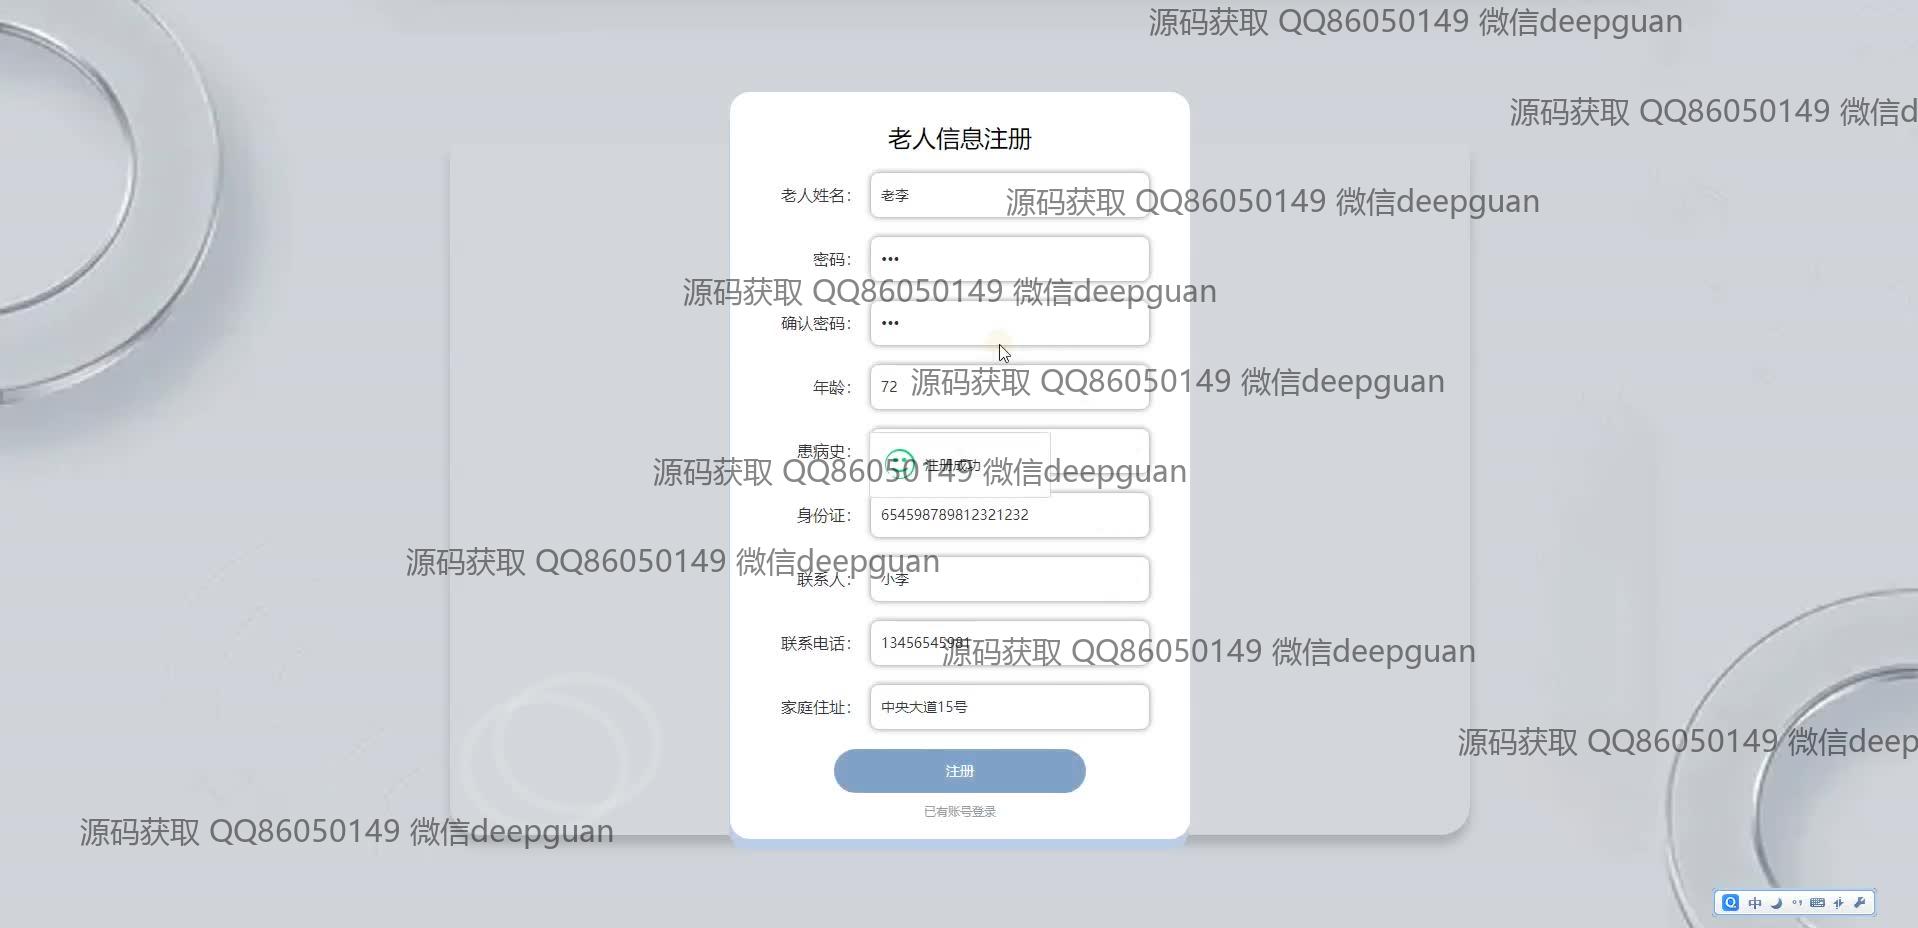 源码获取 QQ86050149 微信deepguan
源码获取 QQ86050149 微信d
老人信息注册
老人姓名：
老李
源码获取 QQ86050149 微信deepguan
密码：
•••
源码获取 QQ86050149 微信deepguan
确认密码：
•••
年龄：
72
源码获取 QQ86050149 微信deepguan
患病史：
注册成功
源码获取 QQ86050149 微信deepguan
身份证：
654598789812321232
源码获取 QQ86050149 微信deepguan
联系人：
小李
联系电话：
13456545981
源码获取 QQ86050149 微信deepguan
家庭住址：
中央大道15号
源码获取 QQ86050149 微信deep
注册
已有账号登录
源码获取 QQ86050149 微信deepguan
中